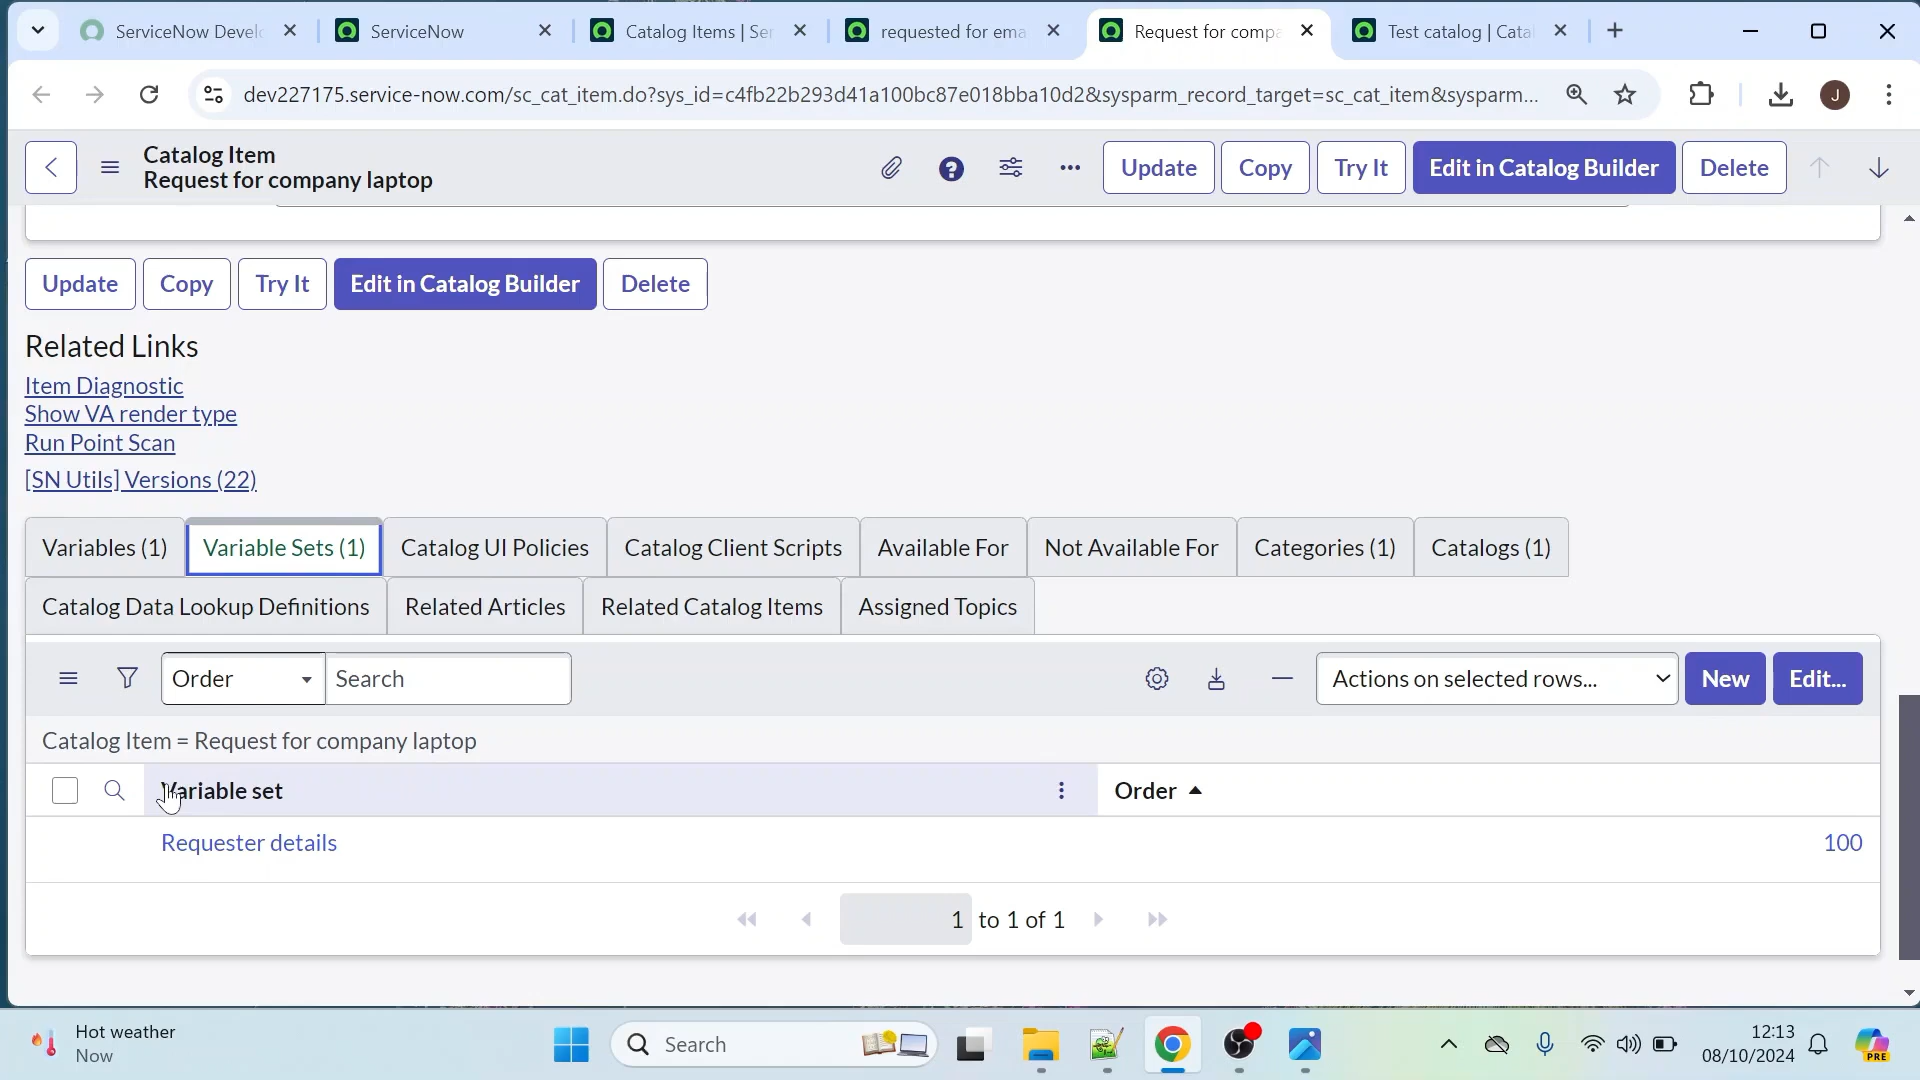 ServiceNow Devel
ServiceNow
Catalog Items | Ser
requested for ema
Request for compa
Test catalog | Catal
dev227175.service-now.com/sc_cat_item.do?sys_id=c4fb22b293d41a100bc87e018bba10d2&sysparm_record_target=sc_cat_item&sysparm...
J
Catalog Item
Request for company laptop
Update
Copy
Try It
Edit in Catalog Builder
Delete
Update
Copy
Try It
Edit in Catalog Builder
Delete
Related Links
Item Diagnostic
Show VA render type
Run Point Scan
[SN Utils] Versions (22)
Variables (1)
Variable Sets (1)
Catalog UI Policies
Catalog Client Scripts
Available For
Not Available For
Categories (1)
Catalogs (1)
Catalog Data Lookup Definitions
Related Articles
Related Catalog Items
Assigned Topics
Order
Search
Actions on selected rows...
New
Edit...
Catalog Item = Request for company laptop
Variable set
Order
Requester details
100
1 to 1 of 1
Hot weather
Now
Search
12:13
08/10/2024
PRE